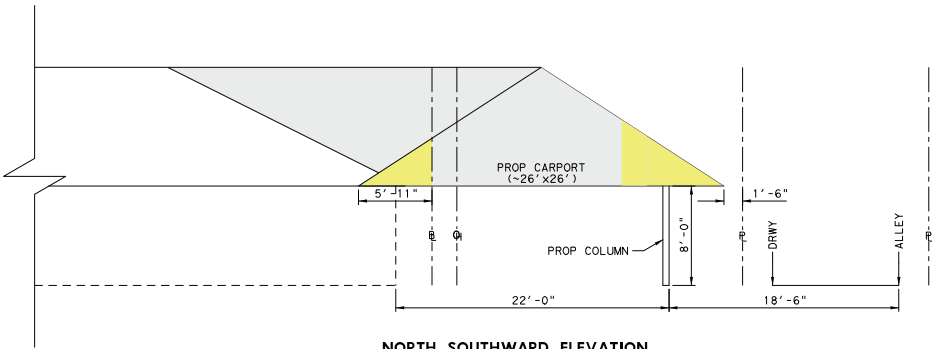 PROP CARPORT
(~26'x26')
5'-11"
1'-6"
PROP COLUMN
8'-0"
DRWY
ALLEY
22'-0"
18'-6"
NORTH SOUTHWARD ELEVATION